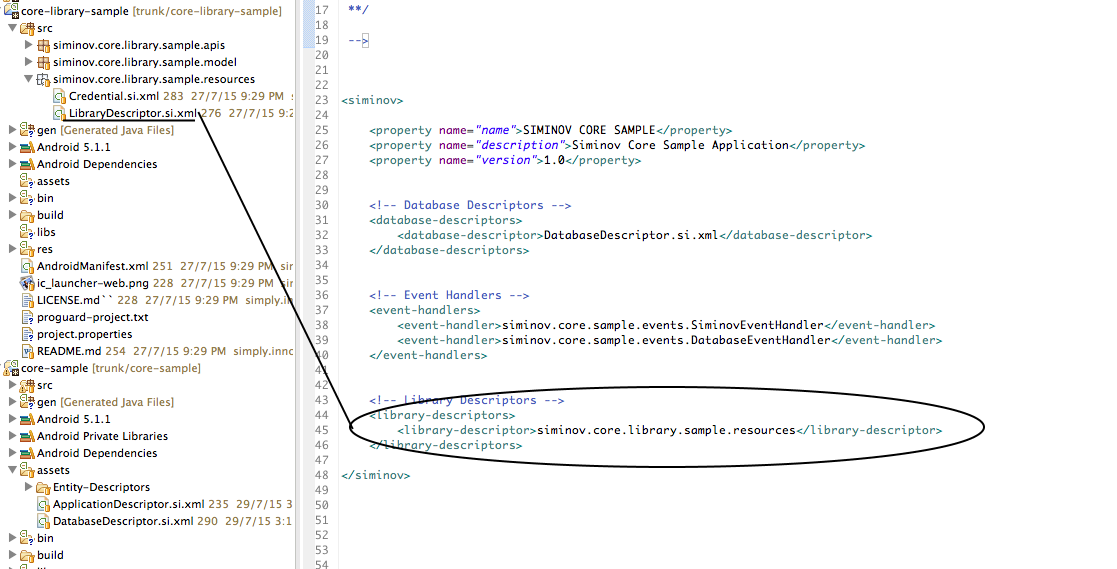 core-library-sample [trunk/core-library-sample]
src
siminov.core.library.sample.apis
siminov.core.library.sample.model
siminov.core.library.sample.resources
Credential.si.xml 283 27/7/15 9:29 PM s
LibraryDescriptor.si.xml 276 27/7/15 9:2
gen [Generated Java Files]
Android 5.1.1
Android Dependencies
assets
bin
build
libs
res
AndroidManifest.xml 251 27/7/15 9:29 PM sim
ic_launcher-web.png 228 27/7/15 9:29 PM
LICENSE.md`` 228 27/7/15 9:29 PM simply.inn
proguard-project.txt
project.properties
README.md 254 27/7/15 9:29 PM simply.inno
core-sample [trunk/core-sample]
src
gen [Generated Java Files]
Android 5.1.1
Android Private Libraries
Android Dependencies
assets
Entity-Descriptors
ApplicationDescriptor.si.xml 235 29/7/15 3
DatabaseDescriptor.si.xml 290 29/7/15 3:1
bin
build
17 **/
18
19 -->
20
21
22
23 <siminov>
24
25 <property name="name">SIMINOV CORE SAMPLE</property>
26 <property name="description">Siminov Core Sample Application</property>
27 <property name="version">1.0</property>
28
29
30 <!-- Database Descriptors -->
31 <database-descriptors>
32 <database-descriptor>DatabaseDescriptor.si.xml</database-descriptor>
33 </database-descriptors>
34
35
36 <!-- Event Handlers -->
37 <event-handlers>
38 <event-handler>siminov.core.sample.events.SiminovEventHandler</event-handler>
39 <event-handler>siminov.core.sample.events.DatabaseEventHandler</event-handler>
40 </event-handlers>
41
42
43 <!-- Library Descriptors -->
44 <library-descriptors>
45 <library-descriptor>siminov.core.library.sample.resources</library-descriptor>
46 </library-descriptors>
47
48 </siminov>
49
50
51
52
53
54